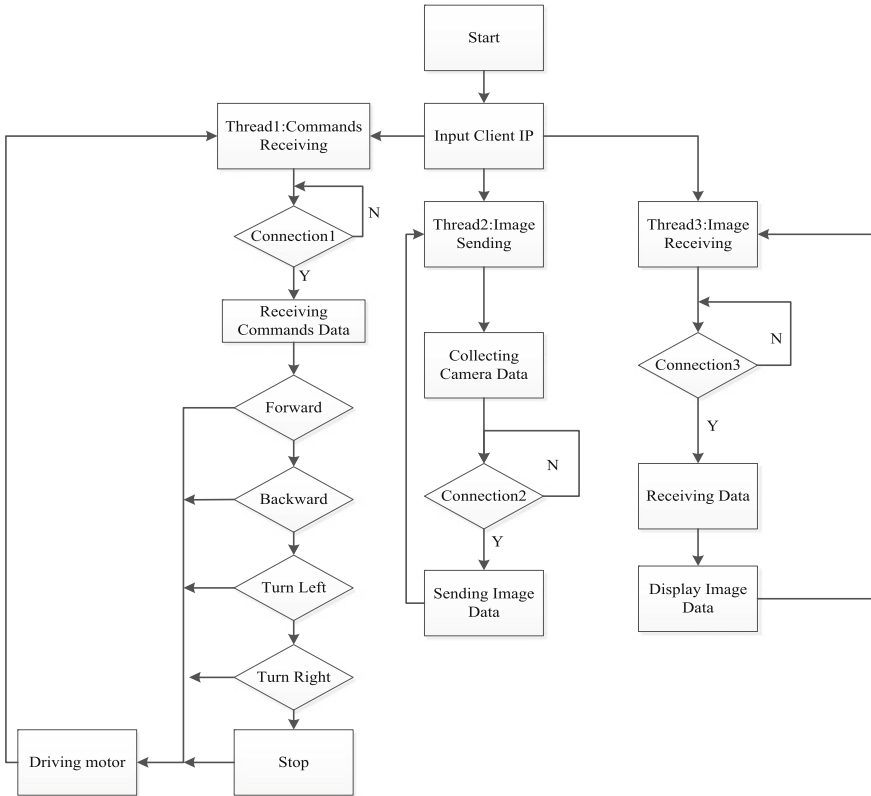 Start
Input Client IP
Thread1:Commands
Receiving
Connection1
N
Y
Receiving
Commands Data
Forward
Backward
Turn Left
Turn Right
Stop
Driving motor
Thread2:Image
Sending
Collecting
Camera Data
Connection2
N
Y
Sending Image
Data
Thread3:Image
Receiving
Connection3
N
Y
Receiving Data
Display Image
Data